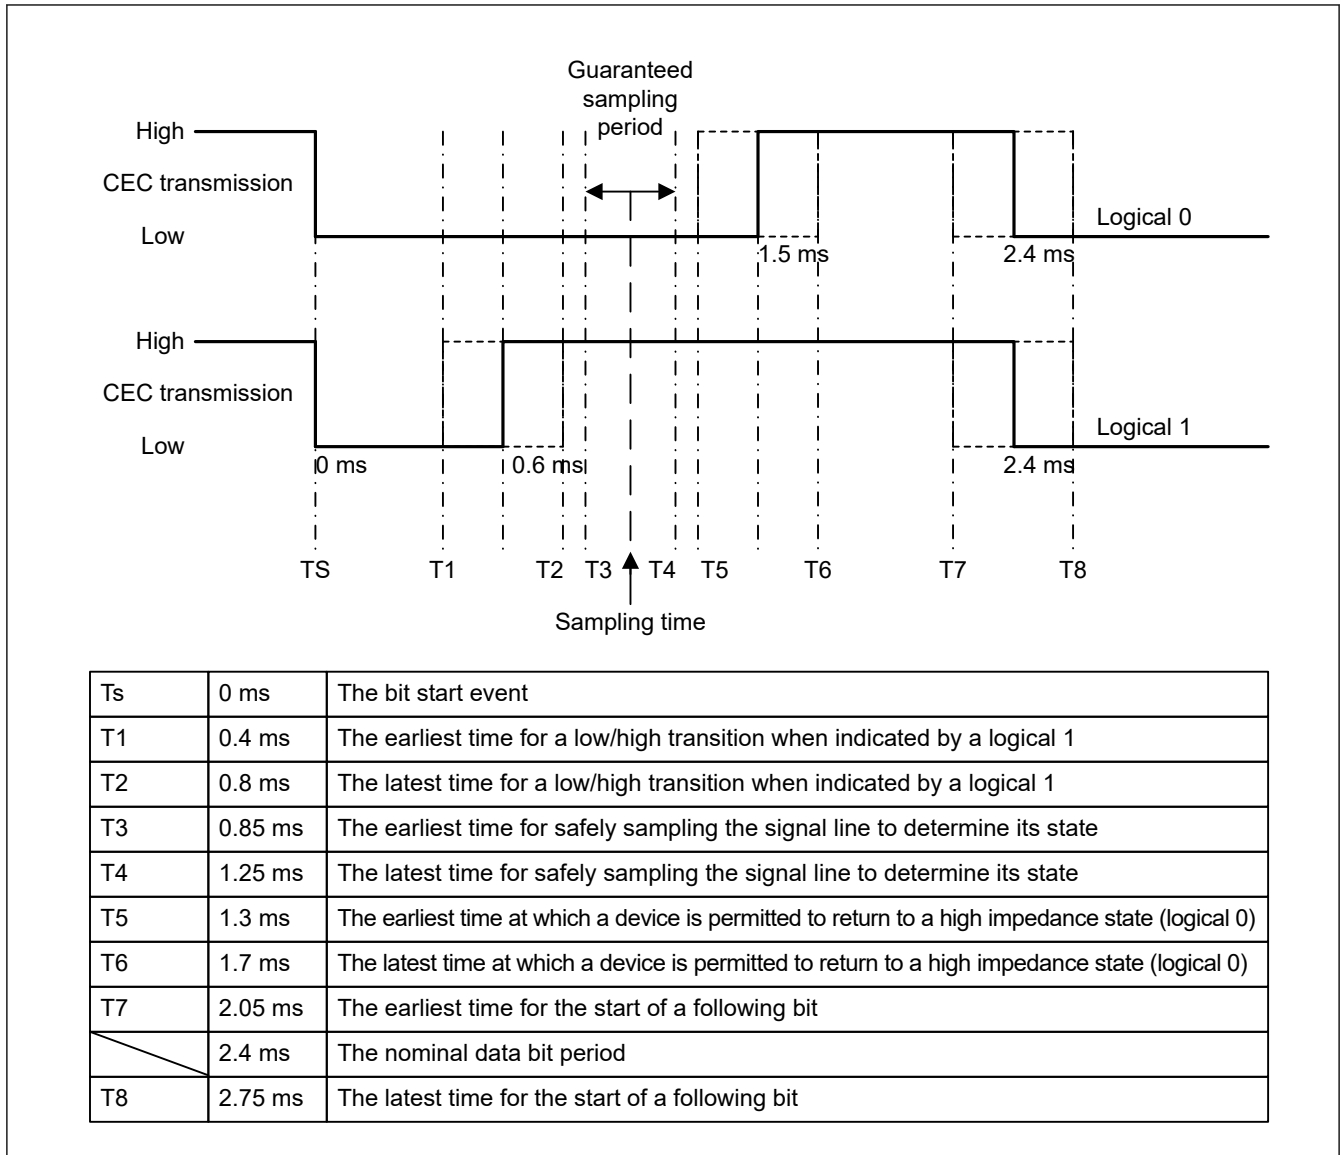 Guaranteed
sampling
period
High
CEC transmission
Low
Logical 0
1.5 ms
2.4 ms
High
CEC transmission
Low
Logical 1
0 ms
0.6 ms
2.4 ms
TS T1 T2 T3 T4 T5 T6 T7 T8
Sampling time
Ts 0 ms The bit start event
T1 0.4 ms The earliest time for a low/high transition when indicated by a logical 1
T2 0.8 ms The latest time for a low/high transition when indicated by a logical 1
T3 0.85 ms The earliest time for safely sampling the signal line to determine its state
T4 1.25 ms The latest time for safely sampling the signal line to determine its state
T5 1.3 ms The earliest time at which a device is permitted to return to a high impedance state (logical 0)
T6 1.7 ms The latest time at which a device is permitted to return to a high impedance state (logical 0)
T7 2.05 ms The earliest time for the start of a following bit
2.4 ms The nominal data bit period
T8 2.75 ms The latest time for the start of a following bit